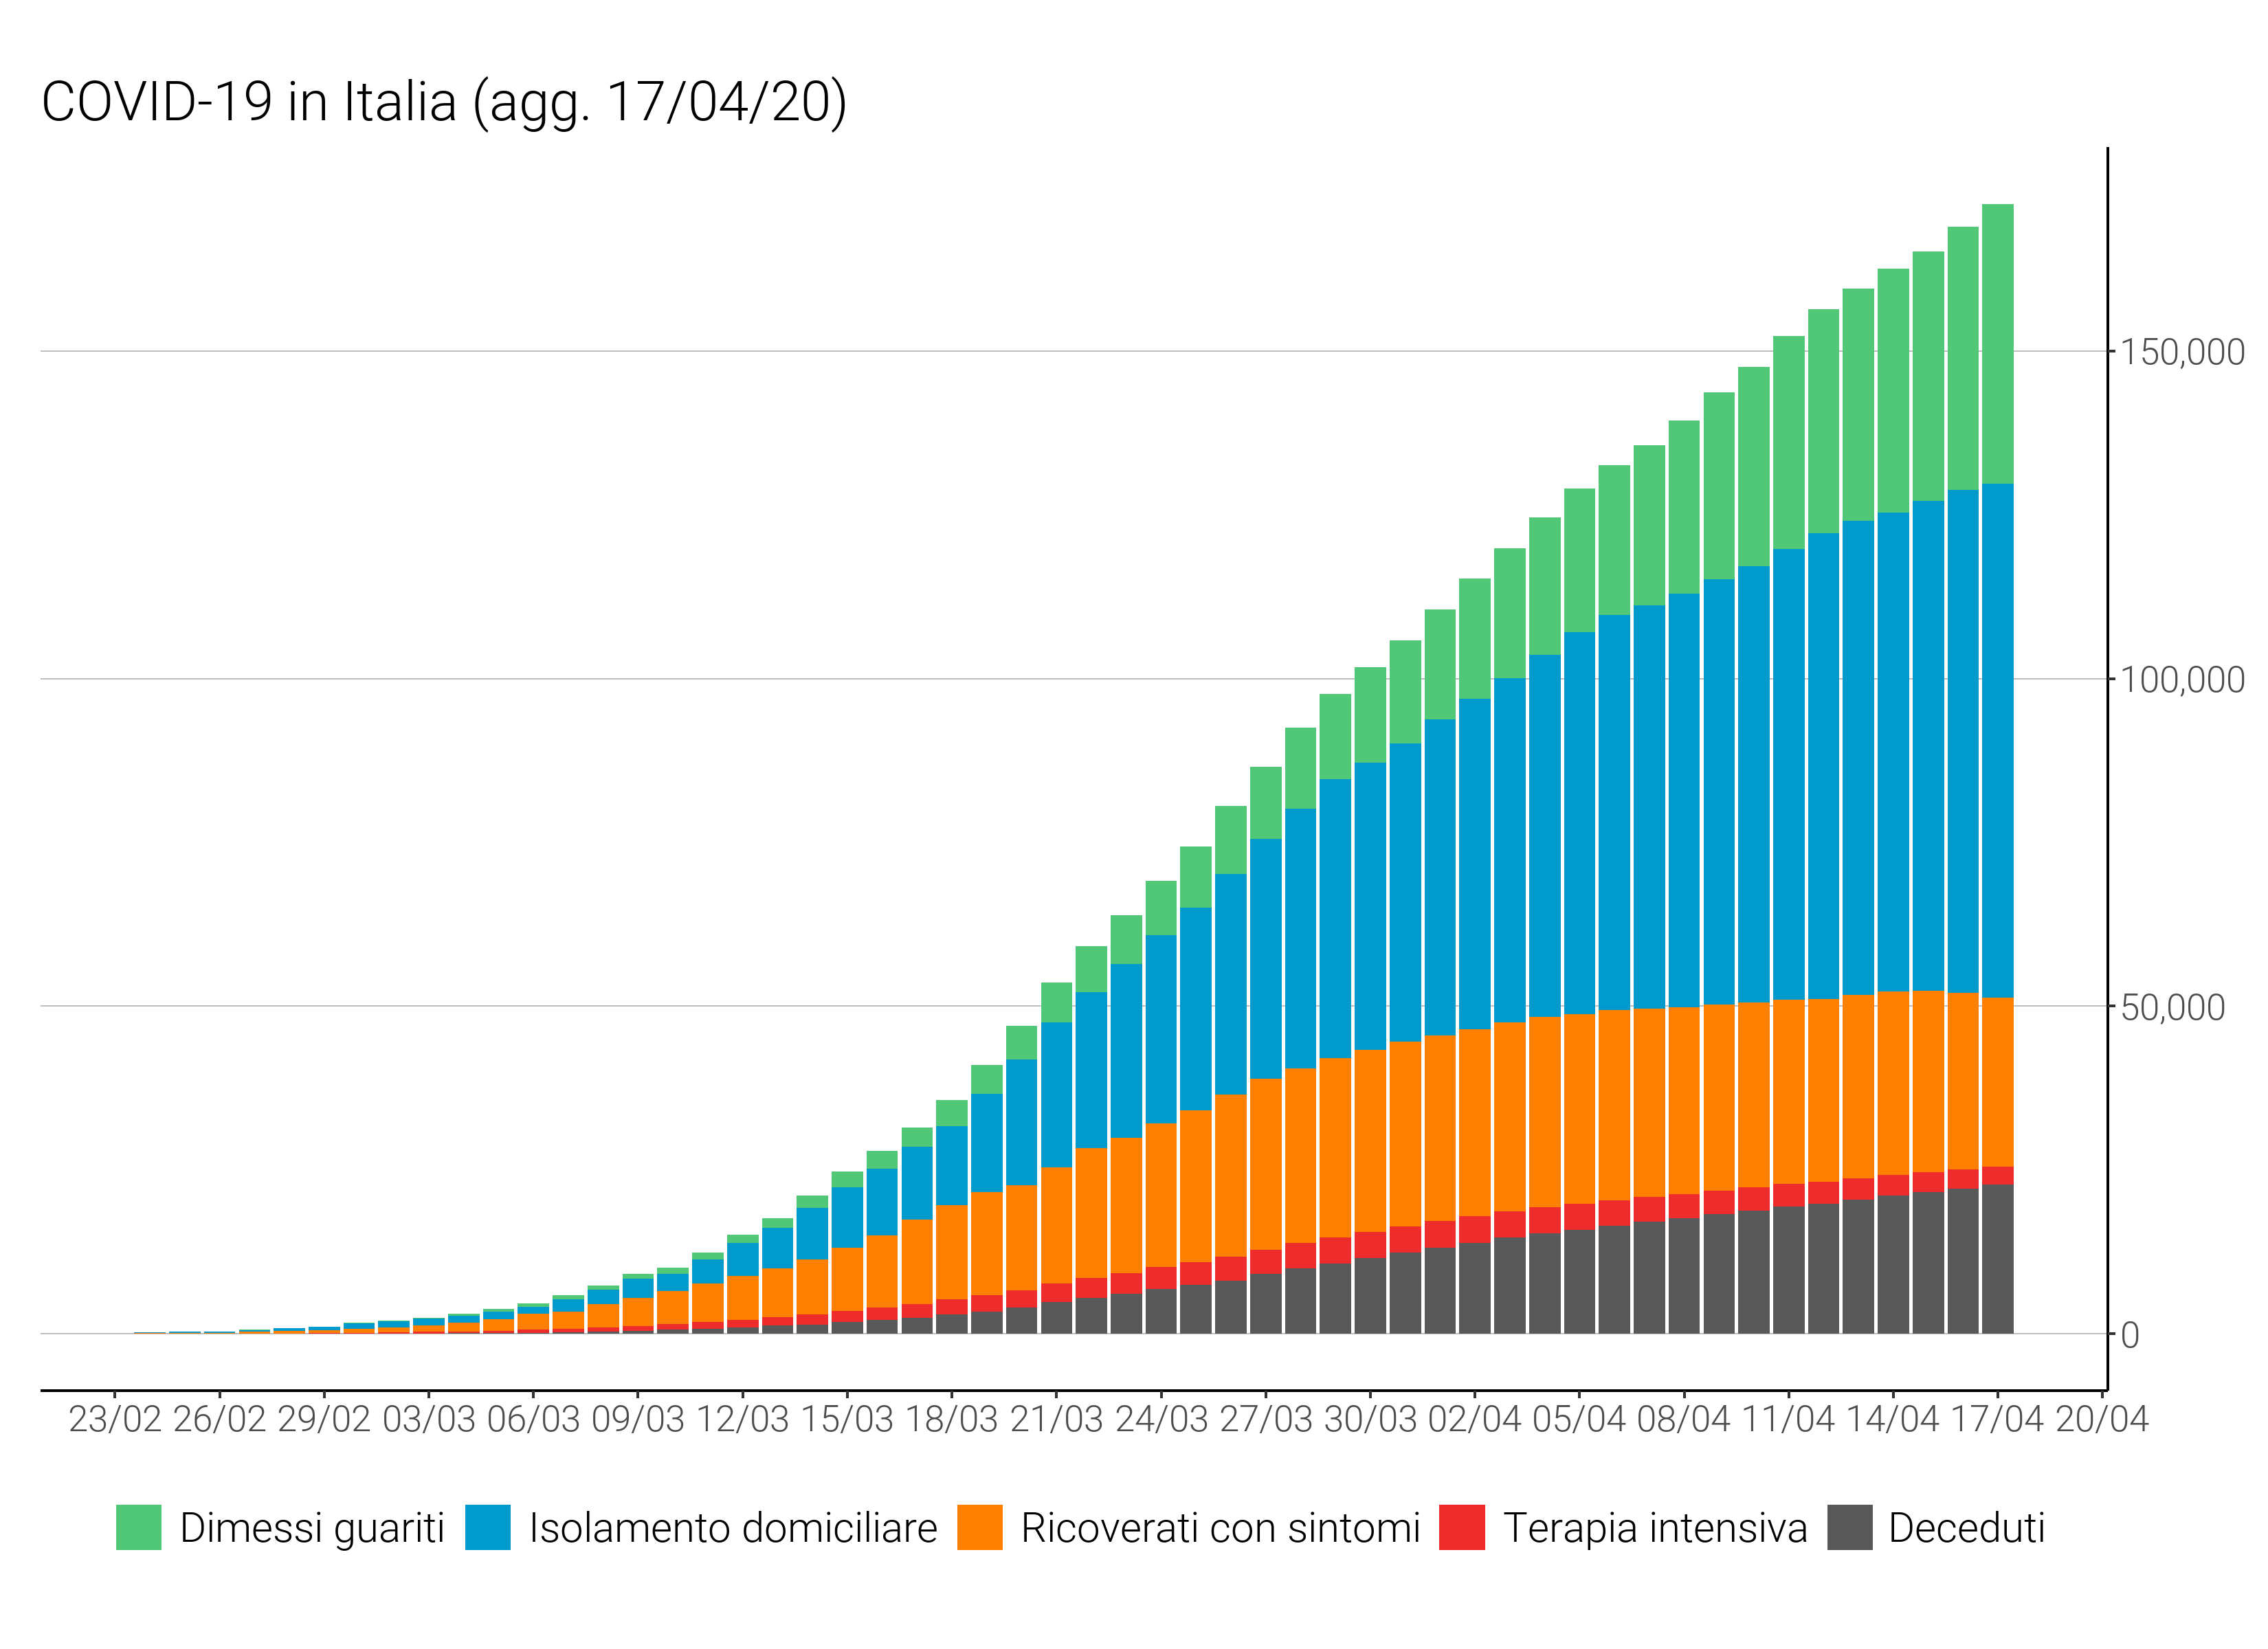 COVID-19 in Italia (agg. 17/04/20)
150,000
100,000
50,000
0
23/02 26/02 29/02 03/03 06/03 09/03 12/03 15/03 18/03 21/03 24/03 27/03 30/03 02/04 05/04 08/04 11/04 14/04 17/04 20/04
Dimessi guariti Isolamento domiciliare Ricoverati con sintomi Terapia intensiva Deceduti